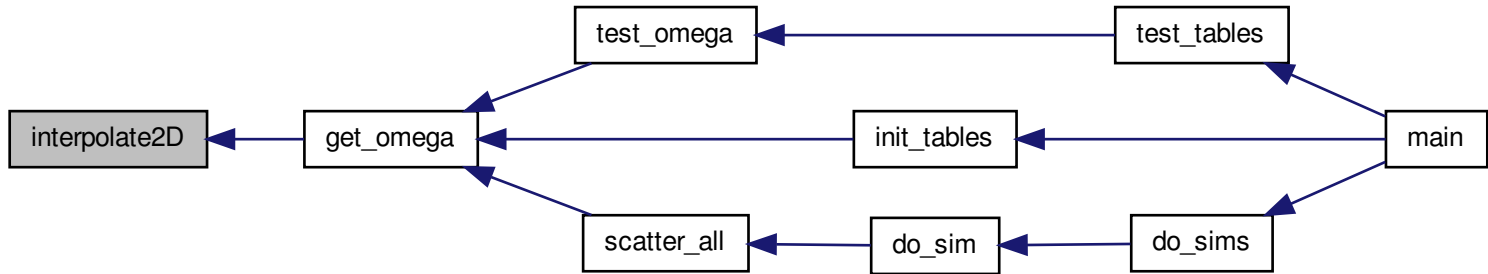 test_omega
test_tables
interpolate2D
get_omega
init_tables
main
scatter_all
do_sim
do_sims